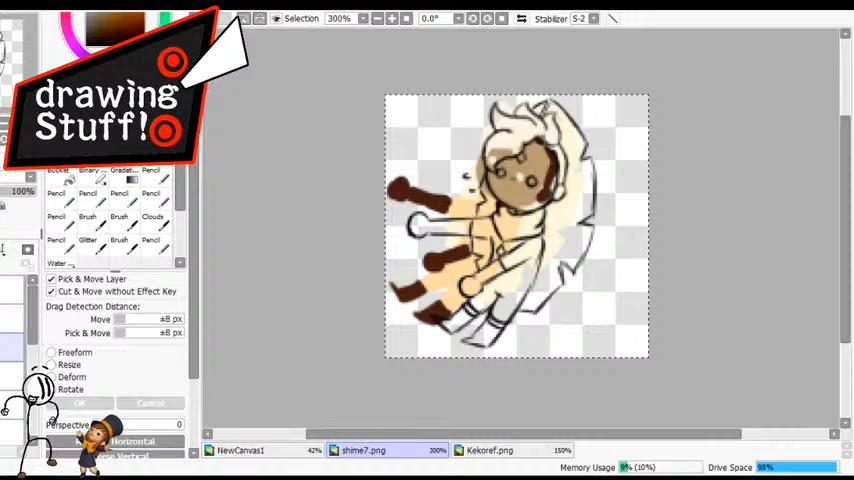 Selection 300% 0.0° Stabilizer S-2
drawing
Stuff!
Bucket Binary ... Gradati... Pencil
100%
Pencil Pencil Pencil Pencil
Pencil Brush Brush Clouds
Pencil Glitter Brush Pencil
Water ...
Pick & Move Layer
Cut & Move without Effect Key
Drag Detection Distance:
Move ±8 px
Pick & Move ±8 px
Freeform
Resize
Deform
Rotate
OK Cancel
Perspective 0
Horizontal
Vertical
NewCanvas1 42% shime7.png 300% Kekoref.png 150%
Memory Usage 9% (10%) Drive Space 98%